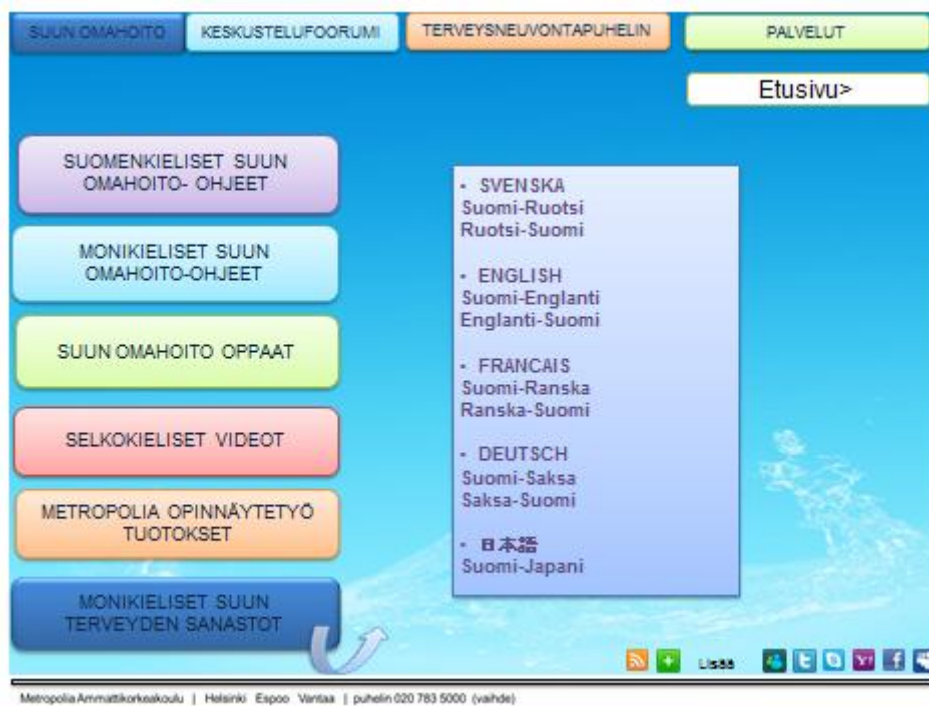 SUUN OMAHOITO
KESKUSTELUFOORUMI
TERVEYSNEUVONTAPUHELIN
PALVELUT
Etusivu>
SUOMENKIELISET SUUN
OMAHOITO- OHJEET
MONIKIELISET SUUN
OMAHOITO-OHJEET
SUUN OMAHOITO OPPAAT
SELKOKIELISET VIDEOT
METROPOLIA OPINNÄYTETYÖ
TUOTOKSET
MONIKIELISET SUUN
TERVEYDEN SANASTOT
• SVENSKA
Suomi-Ruotsi
Ruotsi-Suomi
• ENGLISH
Suomi-Englanti
Englanti-Suomi
• FRANCAIS
Suomi-Ranska
Ranska-Suomi
• DEUTSCH
Suomi-Saksa
Saksa-Suomi
• 日本語
Suomi-Japani
Lisää
Metropolia Ammattikorkeakoulu | Helsinki Espoo Vantaa | puhelin 020 783 5000 (vaihde)